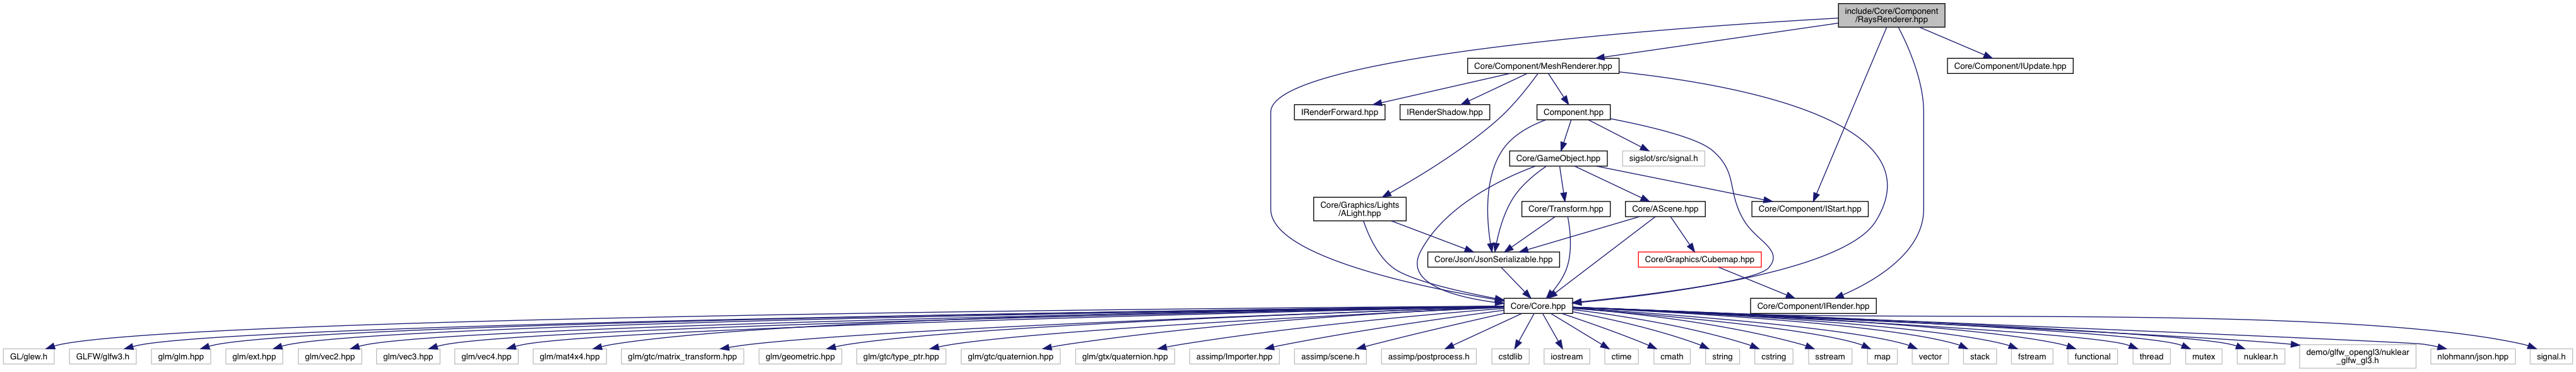 include/Core/Component
/RaysRenderer.hpp
Core/Component/MeshRenderer.hpp
Core/Component/IUpdate.hpp
IRenderForward.hpp
IRenderShadow.hpp
Component.hpp
Core/GameObject.hpp
sigslot/src/signal.h
Core/Graphics/Lights
/ALight.hpp
Core/Transform.hpp
Core/AScene.hpp
Core/Component/IStart.hpp
Core/Json/JsonSerializable.hpp
Core/Graphics/Cubemap.hpp
Core/Core.hpp
Core/Component/IRender.hpp
GL/glew.h
GLFW/glfw3.h
glm/glm.hpp
glm/ext.hpp
glm/vec2.hpp
glm/vec3.hpp
glm/vec4.hpp
glm/mat4x4.hpp
glm/gtc/matrix_transform.hpp
glm/geometric.hpp
glm/gtc/type_ptr.hpp
glm/gtc/quaternion.hpp
glm/gtx/quaternion.hpp
assimp/Importer.hpp
assimp/scene.h
assimp/postprocess.h
cstdlib
iostream
ctime
cmath
string
cstring
sstream
map
vector
stack
fstream
functional
thread
mutex
nuklear.h
demo/glfw_opengl3/nuklear
_glfw_gl3.h
nlohmann/json.hpp
signal.h